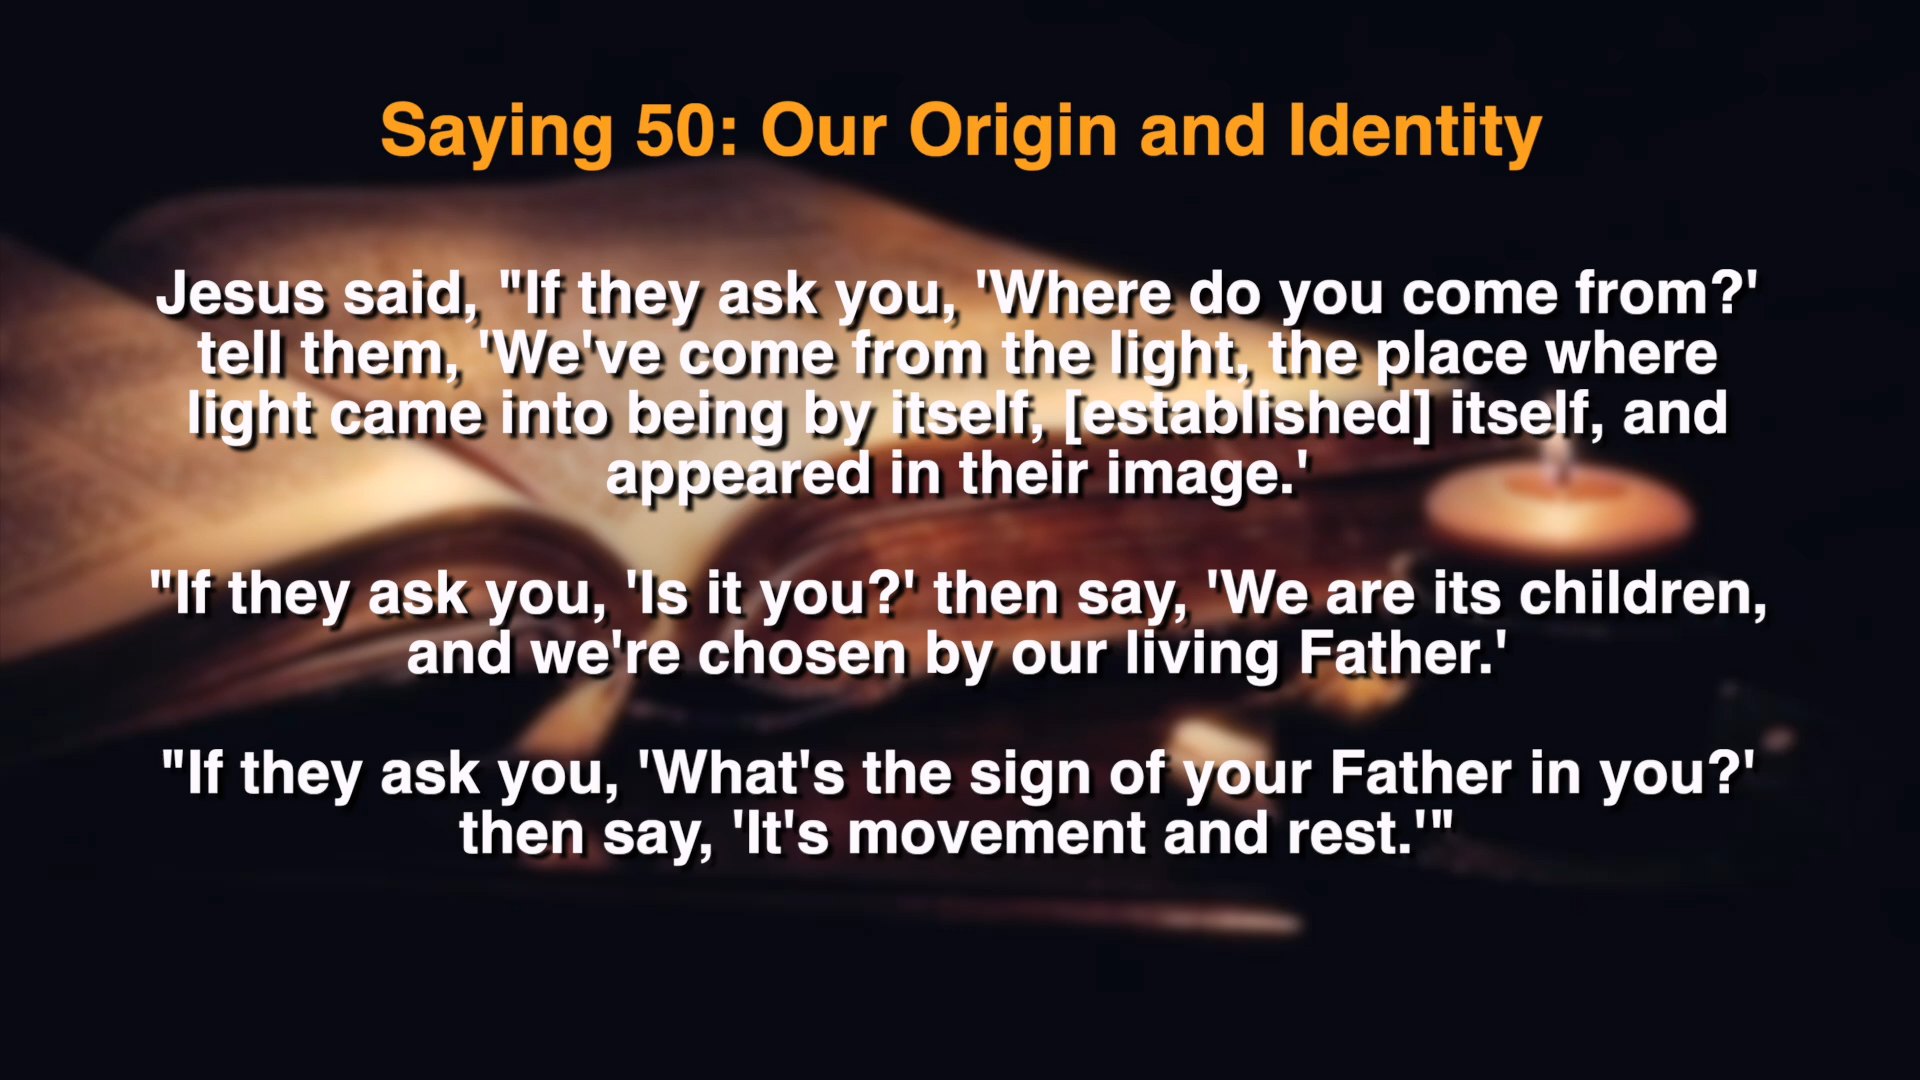 Saying 50: Our Origin and Identity
Jesus said, "If they ask you, 'Where do you come from?'
tell them, 'We've come from the light, the place where
light came into being by itself, [established] itself, and
appeared in their image.'
"If they ask you, 'Is it you?' then say, 'We are its children,
and we're chosen by our living Father.'
"If they ask you, 'What's the sign of your Father in you?'
then say, 'It's movement and rest.'"